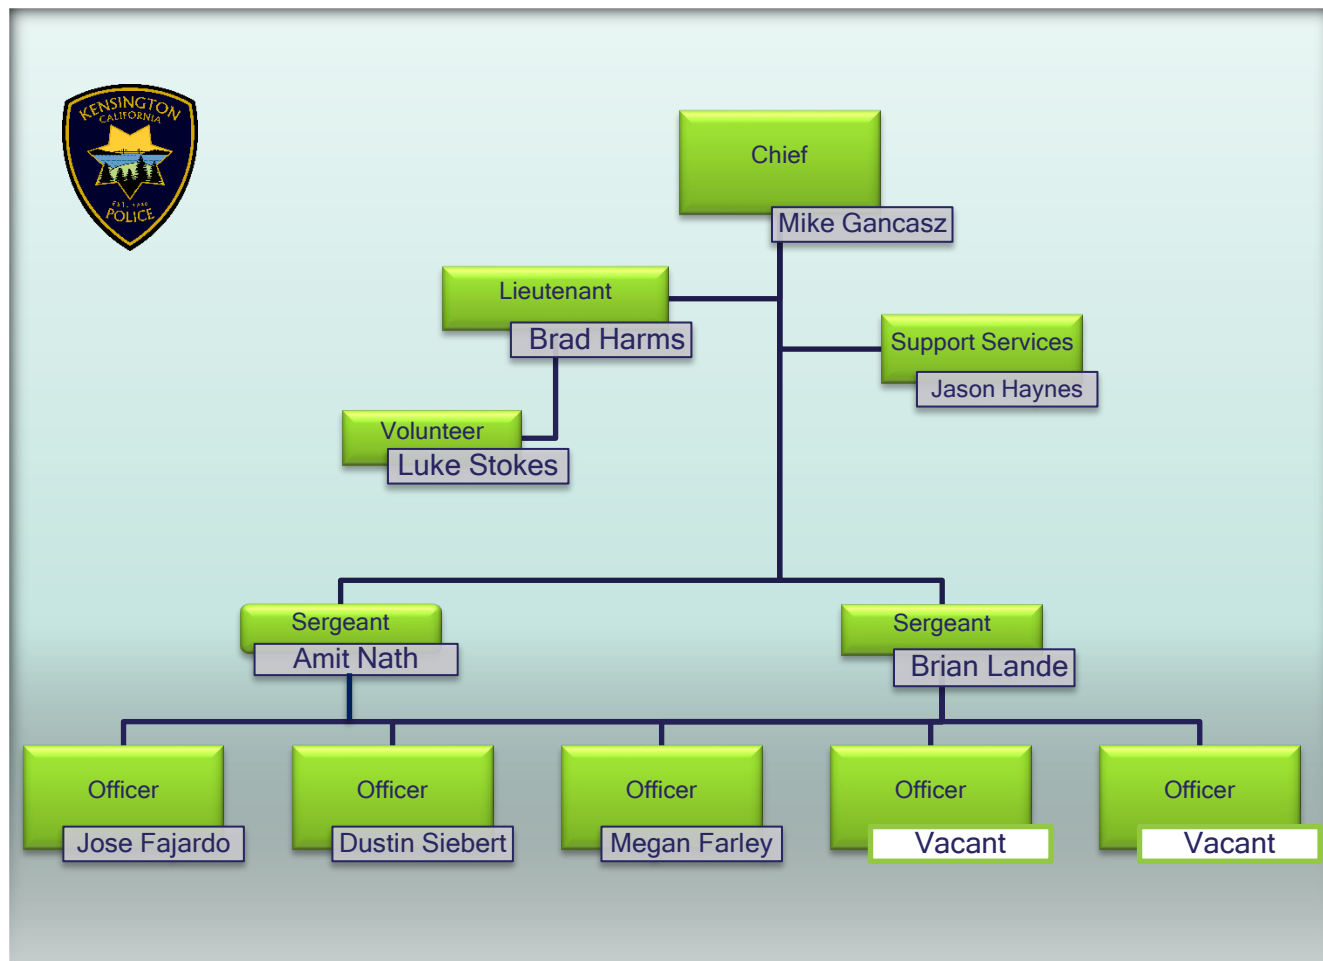 KENSINGTON
CALIFORNIA
POLICE
Chief
Mike Gancasz
Lieutenant
Brad Harms
Support Services
Jason Haynes
Volunteer
Luke Stokes
Sergeant
Amit Nath
Sergeant
Brian Lande
Officer
Jose Fajardo
Officer
Dustin Siebert
Officer
Megan Farley
Officer
Vacant
Officer
Vacant